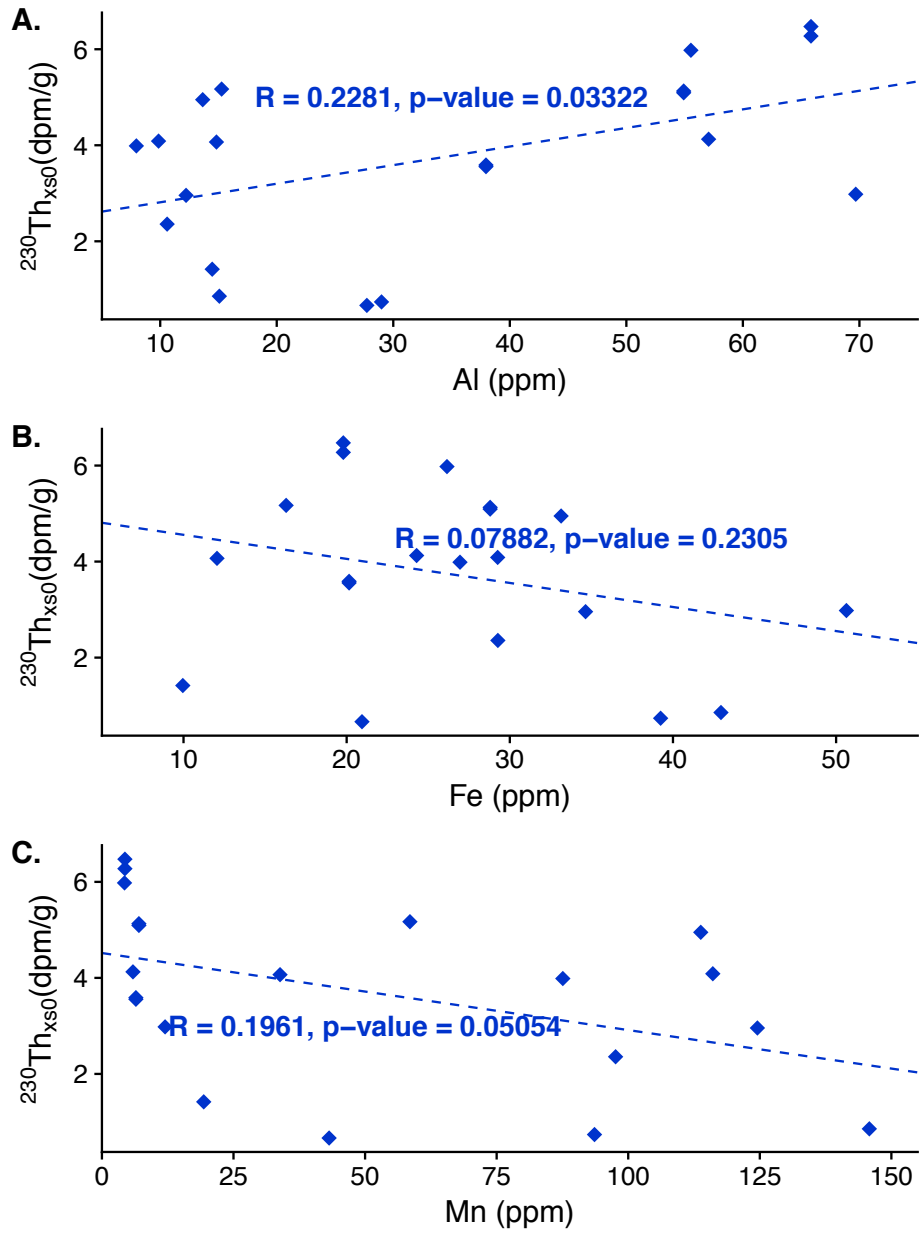 A.
6
4
2
²³⁰Thxs0(dpm/g)
R = 0.2281, p−value = 0.03322
10 20 30 40 50 60 70
Al (ppm)
B.
6
4
2
²³⁰Thxs0(dpm/g)
R = 0.07882, p−value = 0.2305
10 20 30 40 50
Fe (ppm)
C.
6
4
2
²³⁰Thxs0(dpm/g)
R = 0.1961, p−value = 0.05054
0 25 50 75 100 125 150
Mn (ppm)